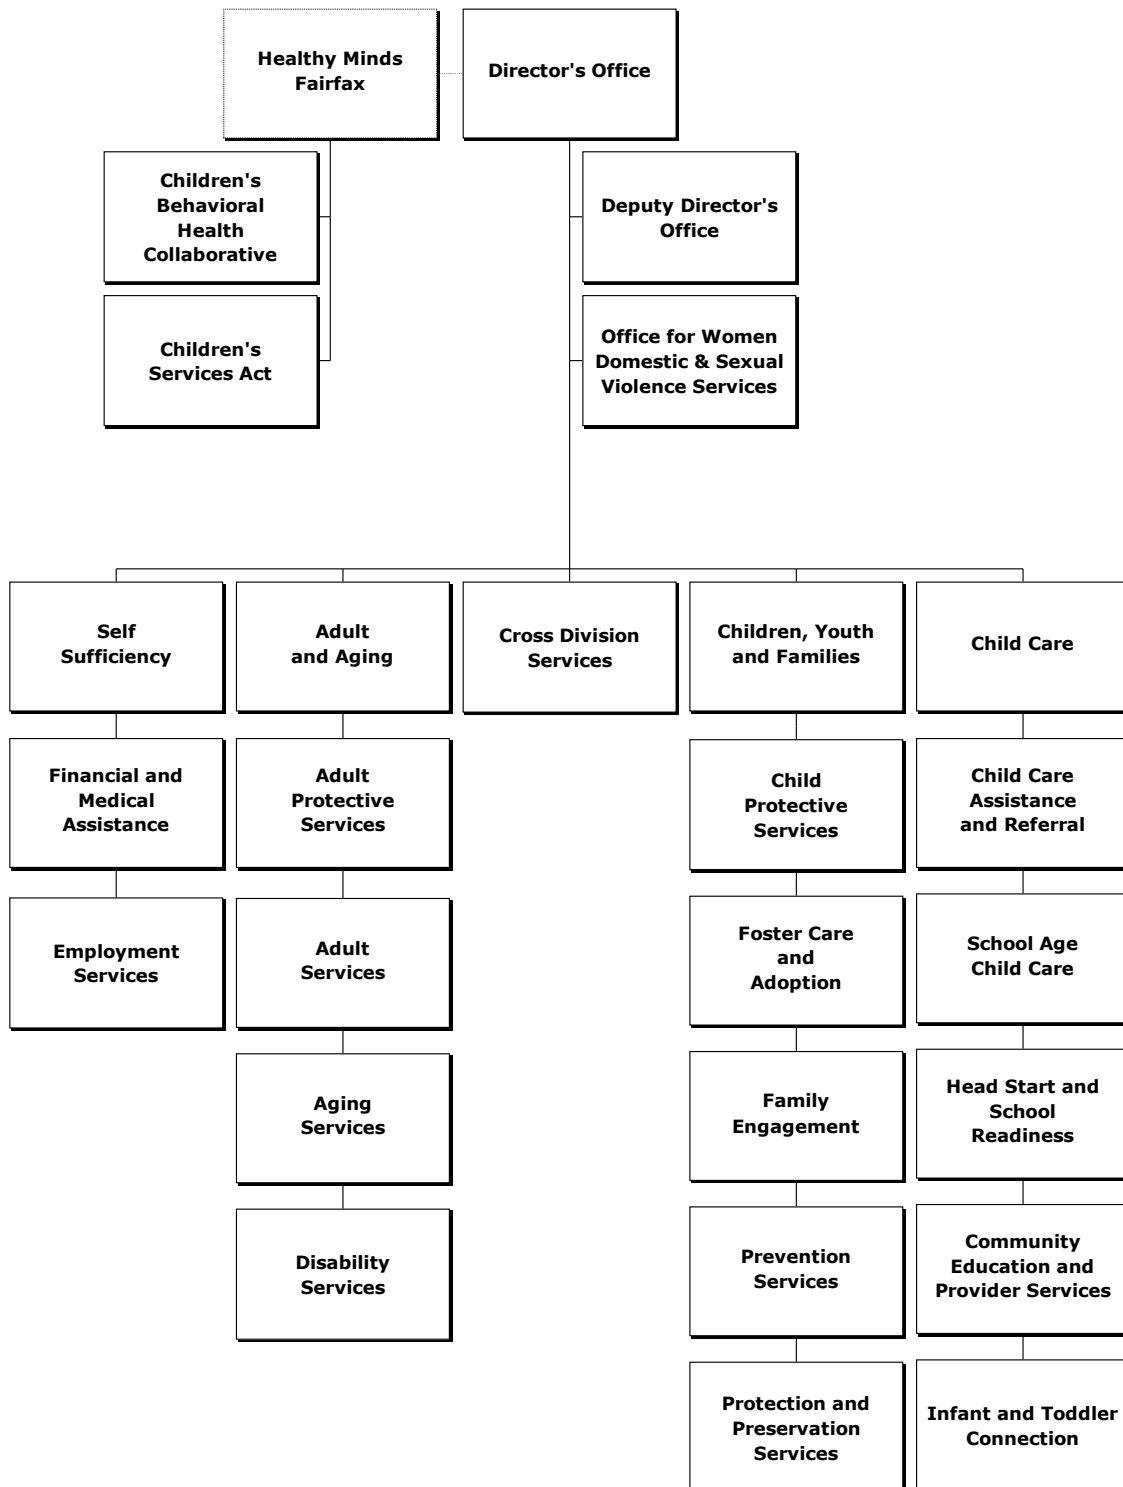 Healthy Minds
Fairfax
Director's Office
Children's
Behavioral
Health
Collaborative
Deputy Director's
Office
Children's
Services Act
Office for Women
Domestic & Sexual
Violence Services
Self
Sufficiency
Adult
and Aging
Cross Division
Services
Children, Youth
and Families
Child Care
Financial and
Medical
Assistance
Adult
Protective
Services
Child
Protective
Services
Child Care
Assistance
and Referral
Employment
Services
Adult
Services
Foster Care
and
Adoption
School Age
Child Care
Aging
Services
Family
Engagement
Head Start and
School
Readiness
Disability
Services
Prevention
Services
Community
Education and
Provider Services
Protection and
Preservation
Services
Infant and Toddler
Connection